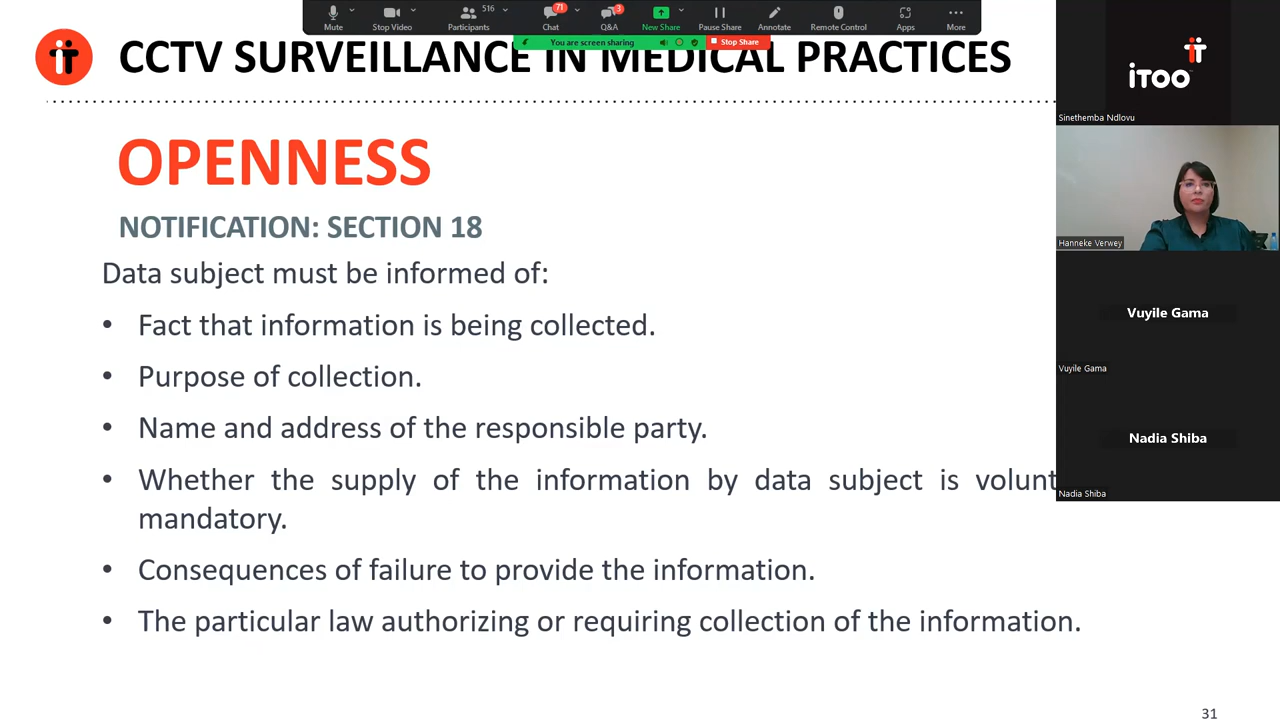 Mute
Stop Video
516
Participants
71
Chat
3
Q&A
New Share
Pause Share
Annotate
Remote Control
Apps
More
You are screen sharing
Stop Share
CCTV SURVEILLANCE IN MEDICAL PRACTICES
OPENNESS
NOTIFICATION: SECTION 18
Data subject must be informed of:
• Fact that information is being collected.
• Purpose of collection.
• Name and address of the responsible party.
• Whether the supply of the information by data subject is volunt
mandatory.
• Consequences of failure to provide the information.
• The particular law authorizing or requiring collection of the information.
31
iTOO
Sinethemba Ndlovu
Hanneke Verwey
Vuyile Gama
Vuyile Gama
Nadia Shiba
Nadia Shiba